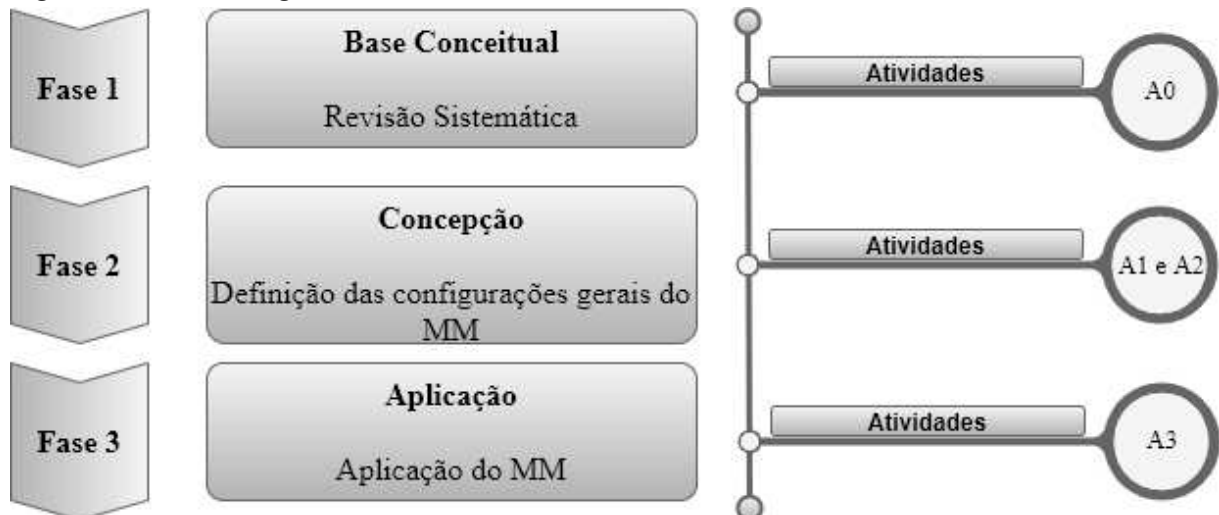 Fase 1
Base Conceitual
Revisão Sistemática
Atividades
A0
Fase 2
Concepção
Definição das configurações gerais do
MM
Atividades
A1 e A2
Fase 3
Aplicação
Aplicação do MM
Atividades
A3